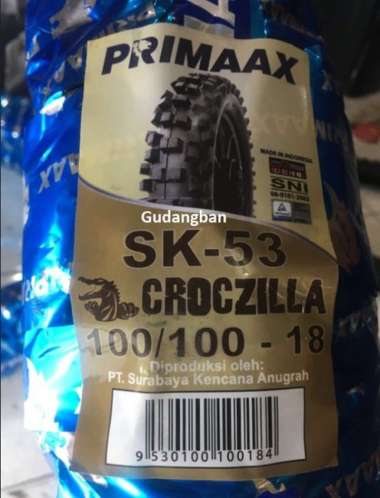 PRIMAAX
MADE IN INDONESIA
SNI
Gudangban
SK-53
CROCZILLA
100/100 - 18
Diproduksi oleh:
PT. Surabaya Kencana Anugrah
9 530100 100184